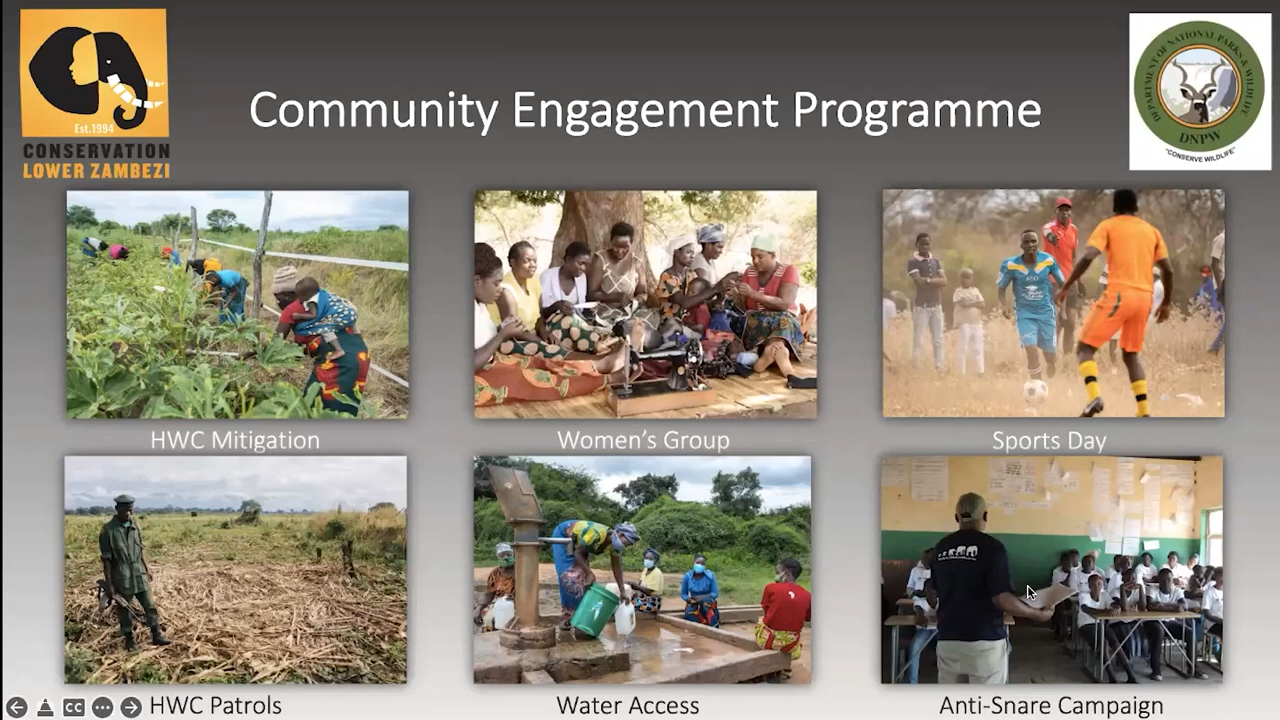 Est.1994
CONSERVATION
LOWER ZAMBEZI
Community Engagement Programme
DEPARTMENT OF NATIONAL PARKS & WILDLIFE
DNPW
"CONSERVE WILDLIFE"
HWC Mitigation
Women's Group
Sports Day
HWC Patrols
Water Access
Anti-Snare Campaign
CC